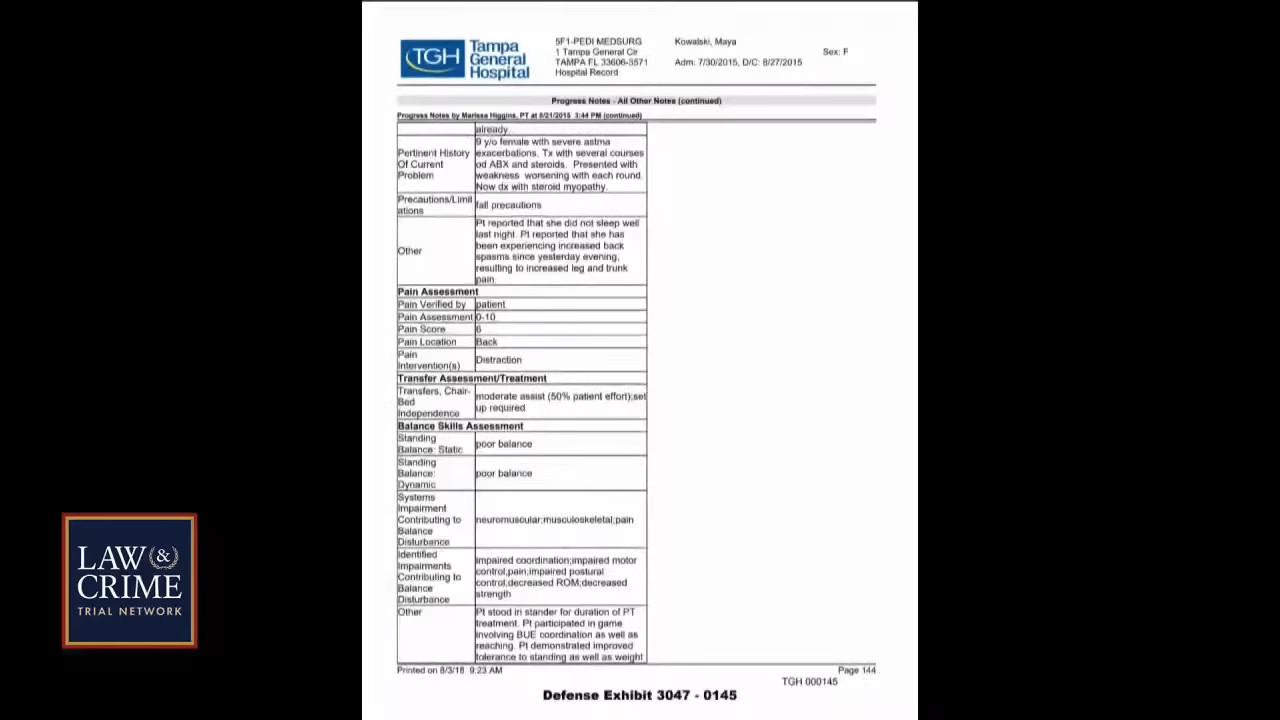 TGH Tampa General Hospital
5F1-PEDI MEDSURG
1 Tampa General Cir
TAMPA FL 33606-3571
Hospital Record
Kowalski, Maya
Adm: 7/30/2015, D/C: 8/27/2015
Sex: F
Progress Notes - All Other Notes (continued)
Progress Notes by Marissa Higgins, PT at 8/21/2015 3:44 PM (continued)
already.
Pertinent History
Of Current
Problem
9 y/o female with severe astma
exacerbations. Tx with several courses
od ABX and steroids. Presented with
weakness worsening with each round.
Now dx with steroid myopathy.
Precautions/Limit
ations
fall precautions
Other
Pt reported that she did not sleep well
last night. Pt reported that she has
been experiencing increased back
spasms since yesterday evening,
resulting to increased leg and trunk
pain.
Pain Assessment
Pain Verified by patient
Pain Assessment 0-10
Pain Score 6
Pain Location Back
Pain
Intervention(s)
Distraction
Transfer Assessment/Treatment
Transfers, Chair-
Bed
Independence
moderate assist (50% patient effort);set
up required
Balance Skills Assessment
Standing
Balance: Static
poor balance
Standing
Balance:
Dynamic
poor balance
Systems
Impairment
Contributing to
Balance
Disturbance
neuromuscular;musculoskeletal;pain
Identified
Impairments
Contributing to
Balance
Disturbance
impaired coordination;impaired motor
control;pain;impaired postural
control;decreased ROM;decreased
strength
Other
Pt stood in stander for duration of PT
treatment. Pt participated in game
involving BUE coordination as well as
reaching. Pt demonstrated improved
tolerance to standing as well as weight
Printed on 8/3/18 9:23 AM
Page 144
TGH 000145
Defense Exhibit 3047 - 0145
LAW &
CRIME
TRIAL NETWORK